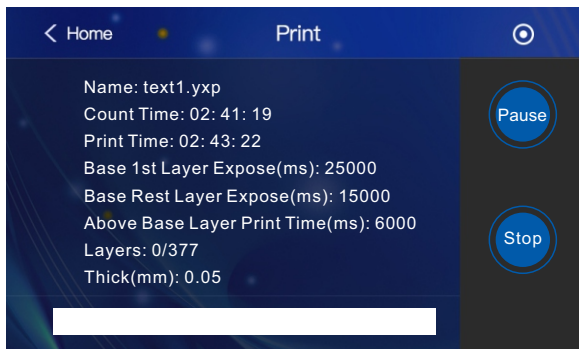 Home
Print
Name: text1.yxp
Count Time: 02: 41: 19
Print Time: 02: 43: 22
Base 1st Layer Expose(ms): 25000
Base Rest Layer Expose(ms): 15000
Above Base Layer Print Time(ms): 6000
Layers: 0/377
Thick(mm): 0.05
Pause
Stop